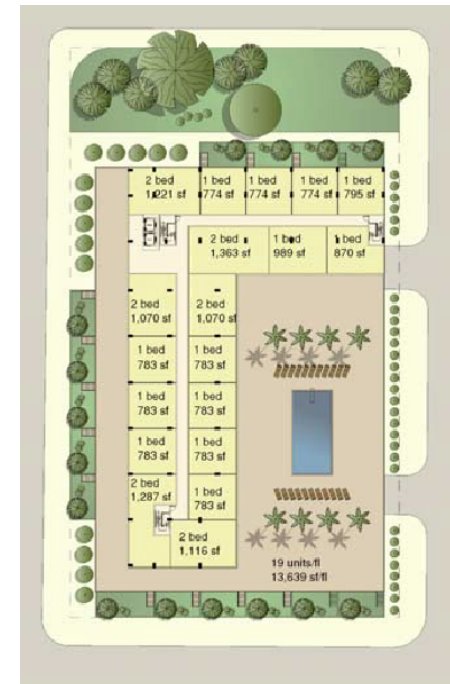 2 bed
1,221 sf
1 bed
774 sf
1 bed
774 sf
1 bed
774 sf
1 bed
795 sf
2 bed
1,363 sf
1 bed
989 sf
1 bed
870 sf
2 bed
1,070 sf
2 bed
1,070 sf
1 bed
783 sf
1 bed
783 sf
1 bed
783 sf
1 bed
783 sf
1 bed
783 sf
1 bed
783 sf
2 bed
1,287 sf
1 bed
783 sf
2 bed
1,116 sf
19 units/fl
13,639 sf/fl